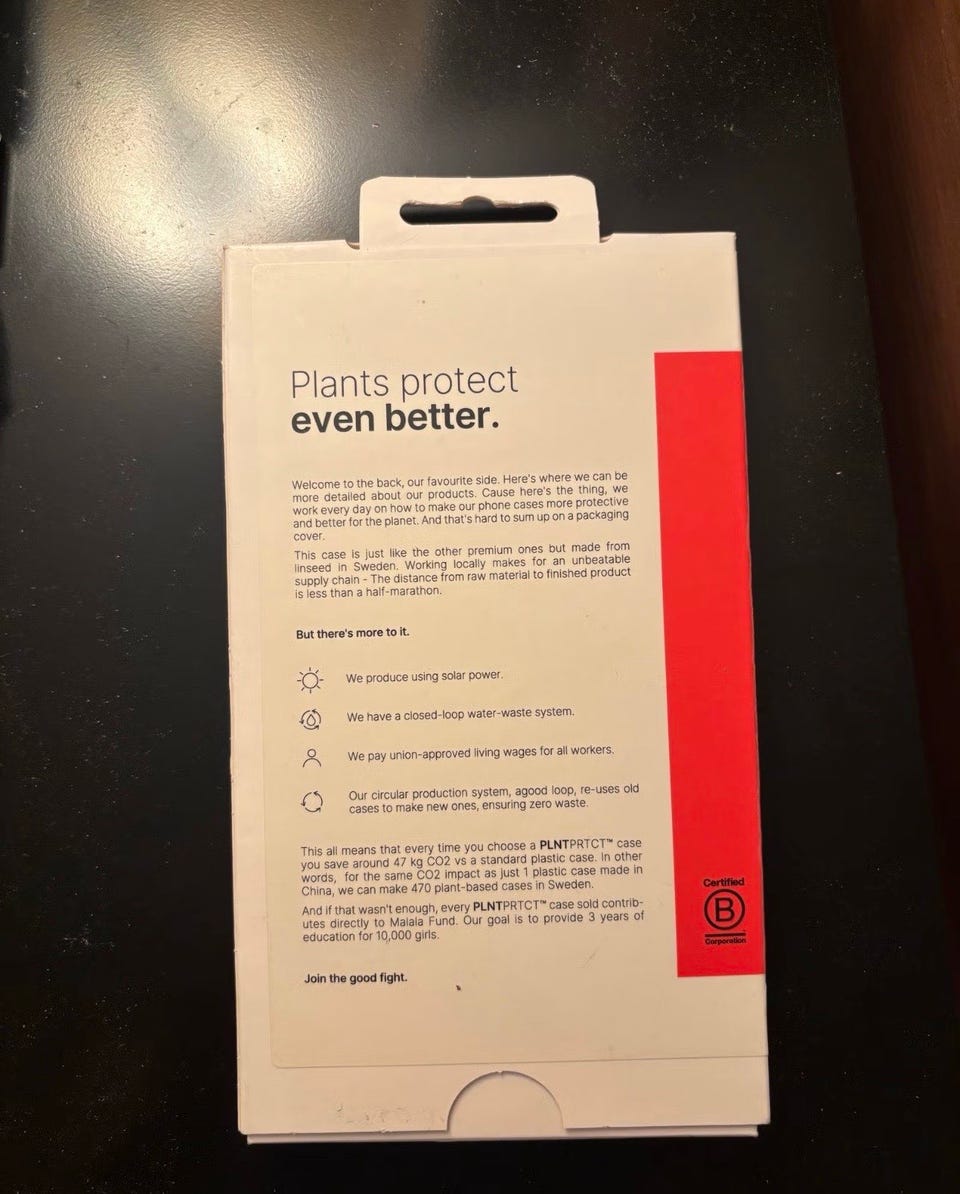 Plants protect
even better.
Welcome to the back, our favourite side. Here's where we can be
more detailed about our products. Cause here's the thing, we
work every day on how to make our phone cases more protective
and better for the planet. And that's hard to sum up on a packaging
cover.
This case is just like the other premium ones but made from
linseed in Sweden. Working locally makes for an unbeatable
supply chain - The distance from raw material to finished product
is less than a half-marathon.
But there's more to it.
We produce using solar power.
We have a closed-loop water-waste system.
We pay union-approved living wages for all workers.
Our circular production system, agood loop, re-uses old
cases to make new ones, ensuring zero waste.
This all means that every time you choose a PLNTPRTCT™ case
you save around 47 kg CO2 vs a standard plastic case. In other
words, for the same CO2 impact as just 1 plastic case made in
China, we can make 470 plant-based cases in Sweden.
And if that wasn't enough, every PLNTPRTCT™ case sold contrib-
utes directly to Malala Fund. Our goal is to provide 3 years of
education for 10,000 girls.
Join the good fight.
Certified
B
Corporation